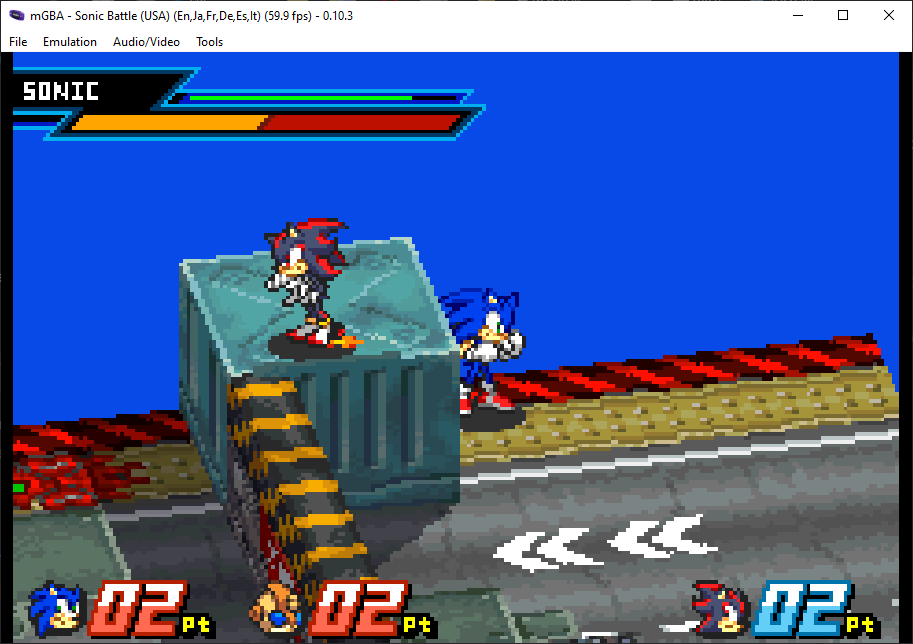 mGBA - Sonic Battle (USA) (En,Ja,Fr,De,Es,It) (59.9 fps) - 0.10.3
File Emulation Audio/Video Tools
SONIC
02Pt 02Pt 02Pt